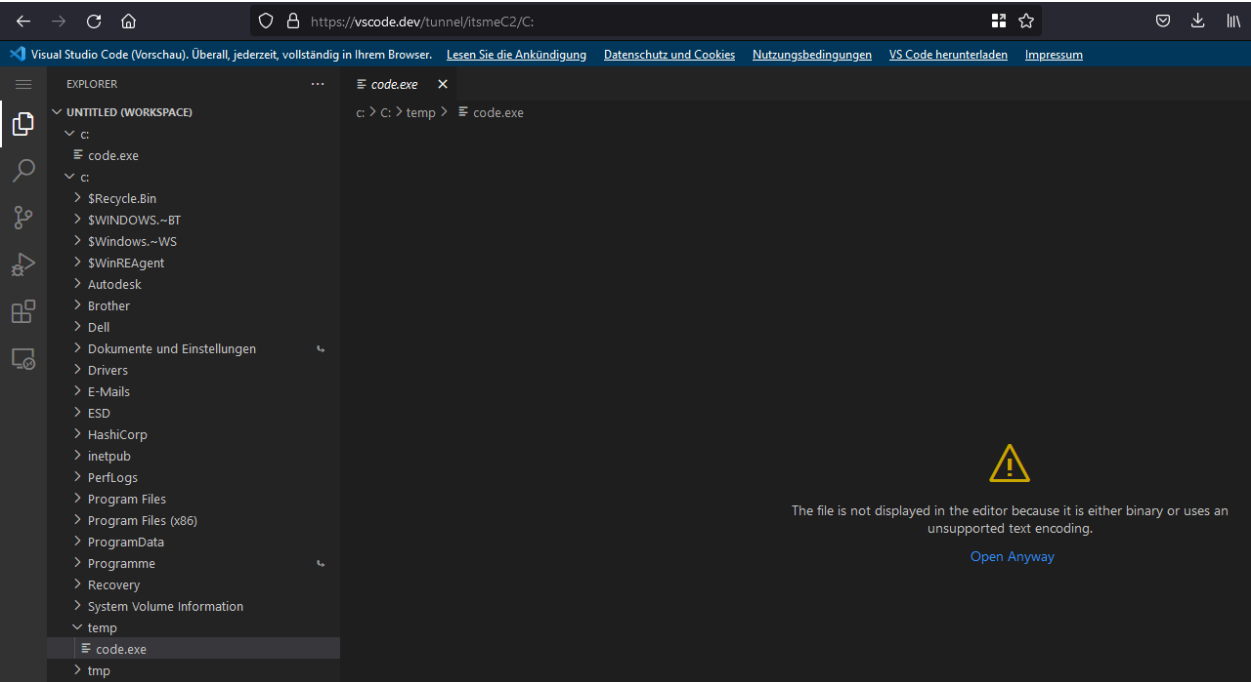 https://vscode.dev/tunnel/itsmeC2/C:
Visual Studio Code (Vorschau). Überall, jederzeit, vollständig in Ihrem Browser. Lesen Sie die Ankündigung Datenschutz und Cookies Nutzungsbedingungen VS Code herunterladen Impressum
EXPLORER ...
UNTITLED (WORKSPACE)
c:
code.exe
c:
$Recycle.Bin
$WINDOWS.~BT
$Windows.~WS
$WinREAgent
Autodesk
Brother
Dell
Dokumente und Einstellungen
Drivers
E-Mails
ESD
HashiCorp
inetpub
PerfLogs
Program Files
Program Files (x86)
ProgramData
Programme
Recovery
System Volume Information
temp
code.exe
tmp
code.exe
c: > C: > temp > code.exe
The file is not displayed in the editor because it is either binary or uses an
unsupported text encoding.
Open Anyway